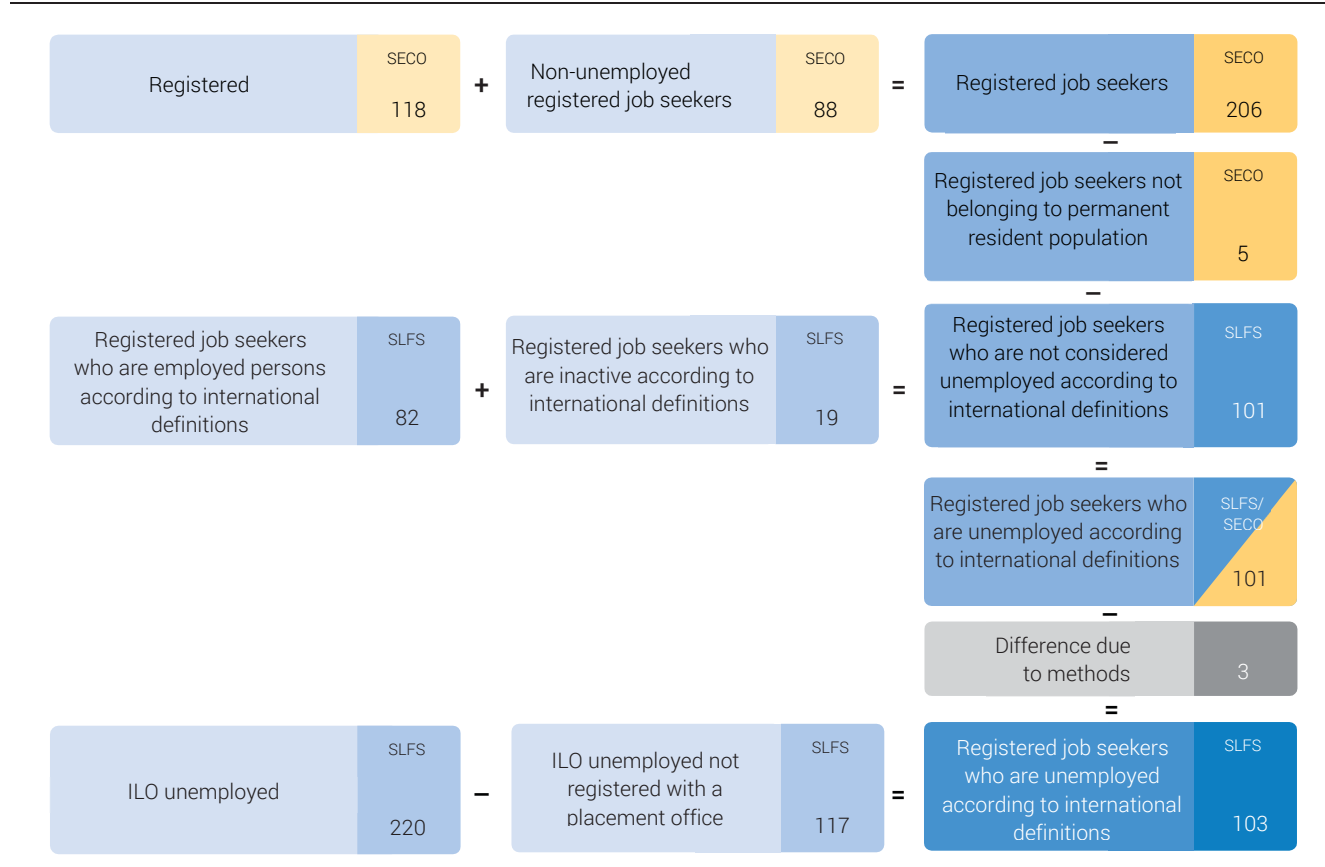 Registered
SECO
118
+
Non-unemployed
registered job seekers
SECO
88
=
Registered job seekers
SECO
206
–
Registered job seekers not
belonging to permanent
resident population
SECO
5
–
Registered job seekers
who are employed persons
according to international
definitions
SLFS
82
+
Registered job seekers who
are inactive according to
international definitions
SLFS
19
=
Registered job seekers
who are not considered
unemployed according to
international definitions
SLFS
101
=
Registered job seekers who
are unemployed according
to international definitions
SLFS/
SECO
101
–
Difference due
to methods
3
=
ILO unemployed
SLFS
220
–
ILO unemployed not
registered with a
placement office
SLFS
117
=
Registered job seekers
who are unemployed
according to international
definitions
SLFS
103